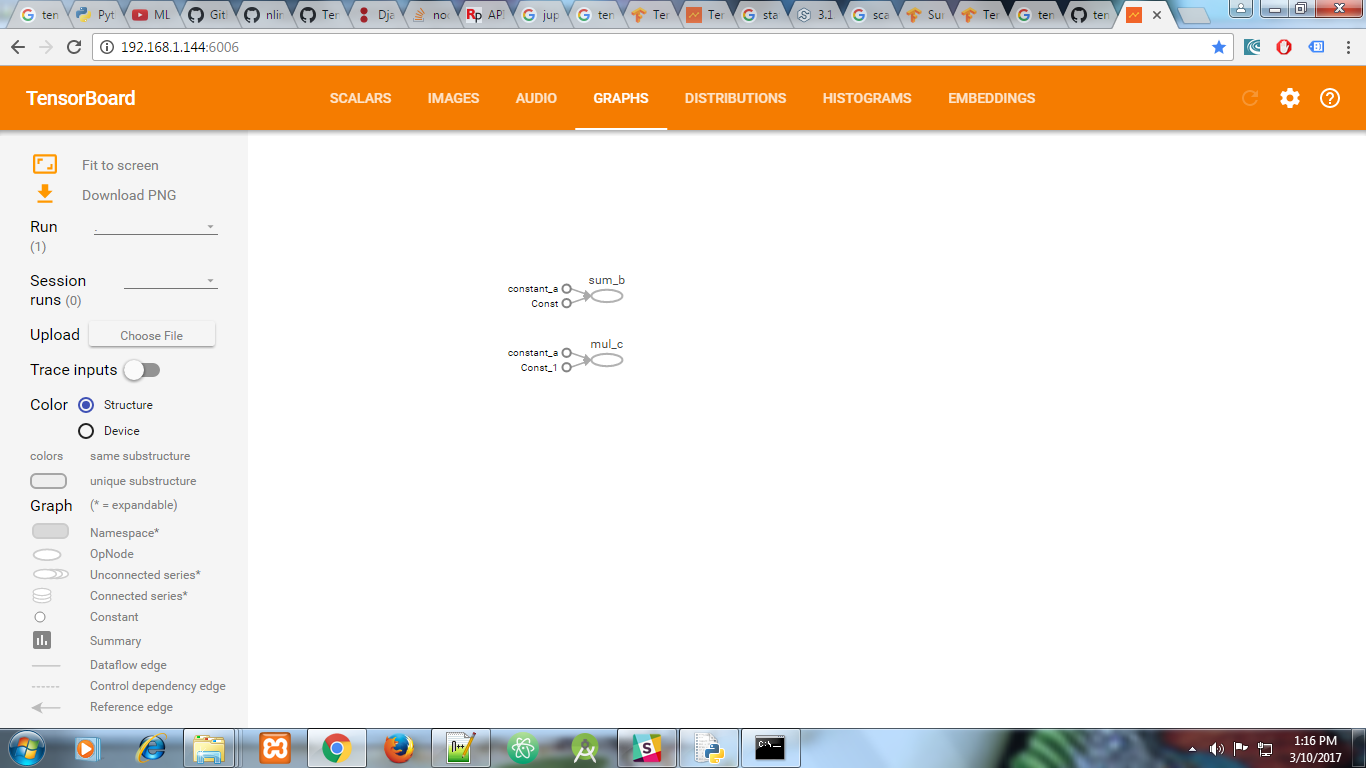 ten Pyt ML Git nlin Ten Dja noc API jup ten Ter Ter sta 3.1 sca Sur Ter ten ten
192.168.1.144:6006
TensorBoard SCALARS IMAGES AUDIO GRAPHS DISTRIBUTIONS HISTOGRAMS EMBEDDINGS
Fit to screen
Download PNG
Run
(1)
.
Session
runs (0)
Upload Choose File
Trace inputs
Color Structure
Device
colors same substructure
unique substructure
Graph (* = expandable)
Namespace*
OpNode
Unconnected series*
Connected series*
Constant
Summary
Dataflow edge
Control dependency edge
Reference edge
sum_b
constant_a
Const
mul_c
constant_a
Const_1
1:16 PM
3/10/2017